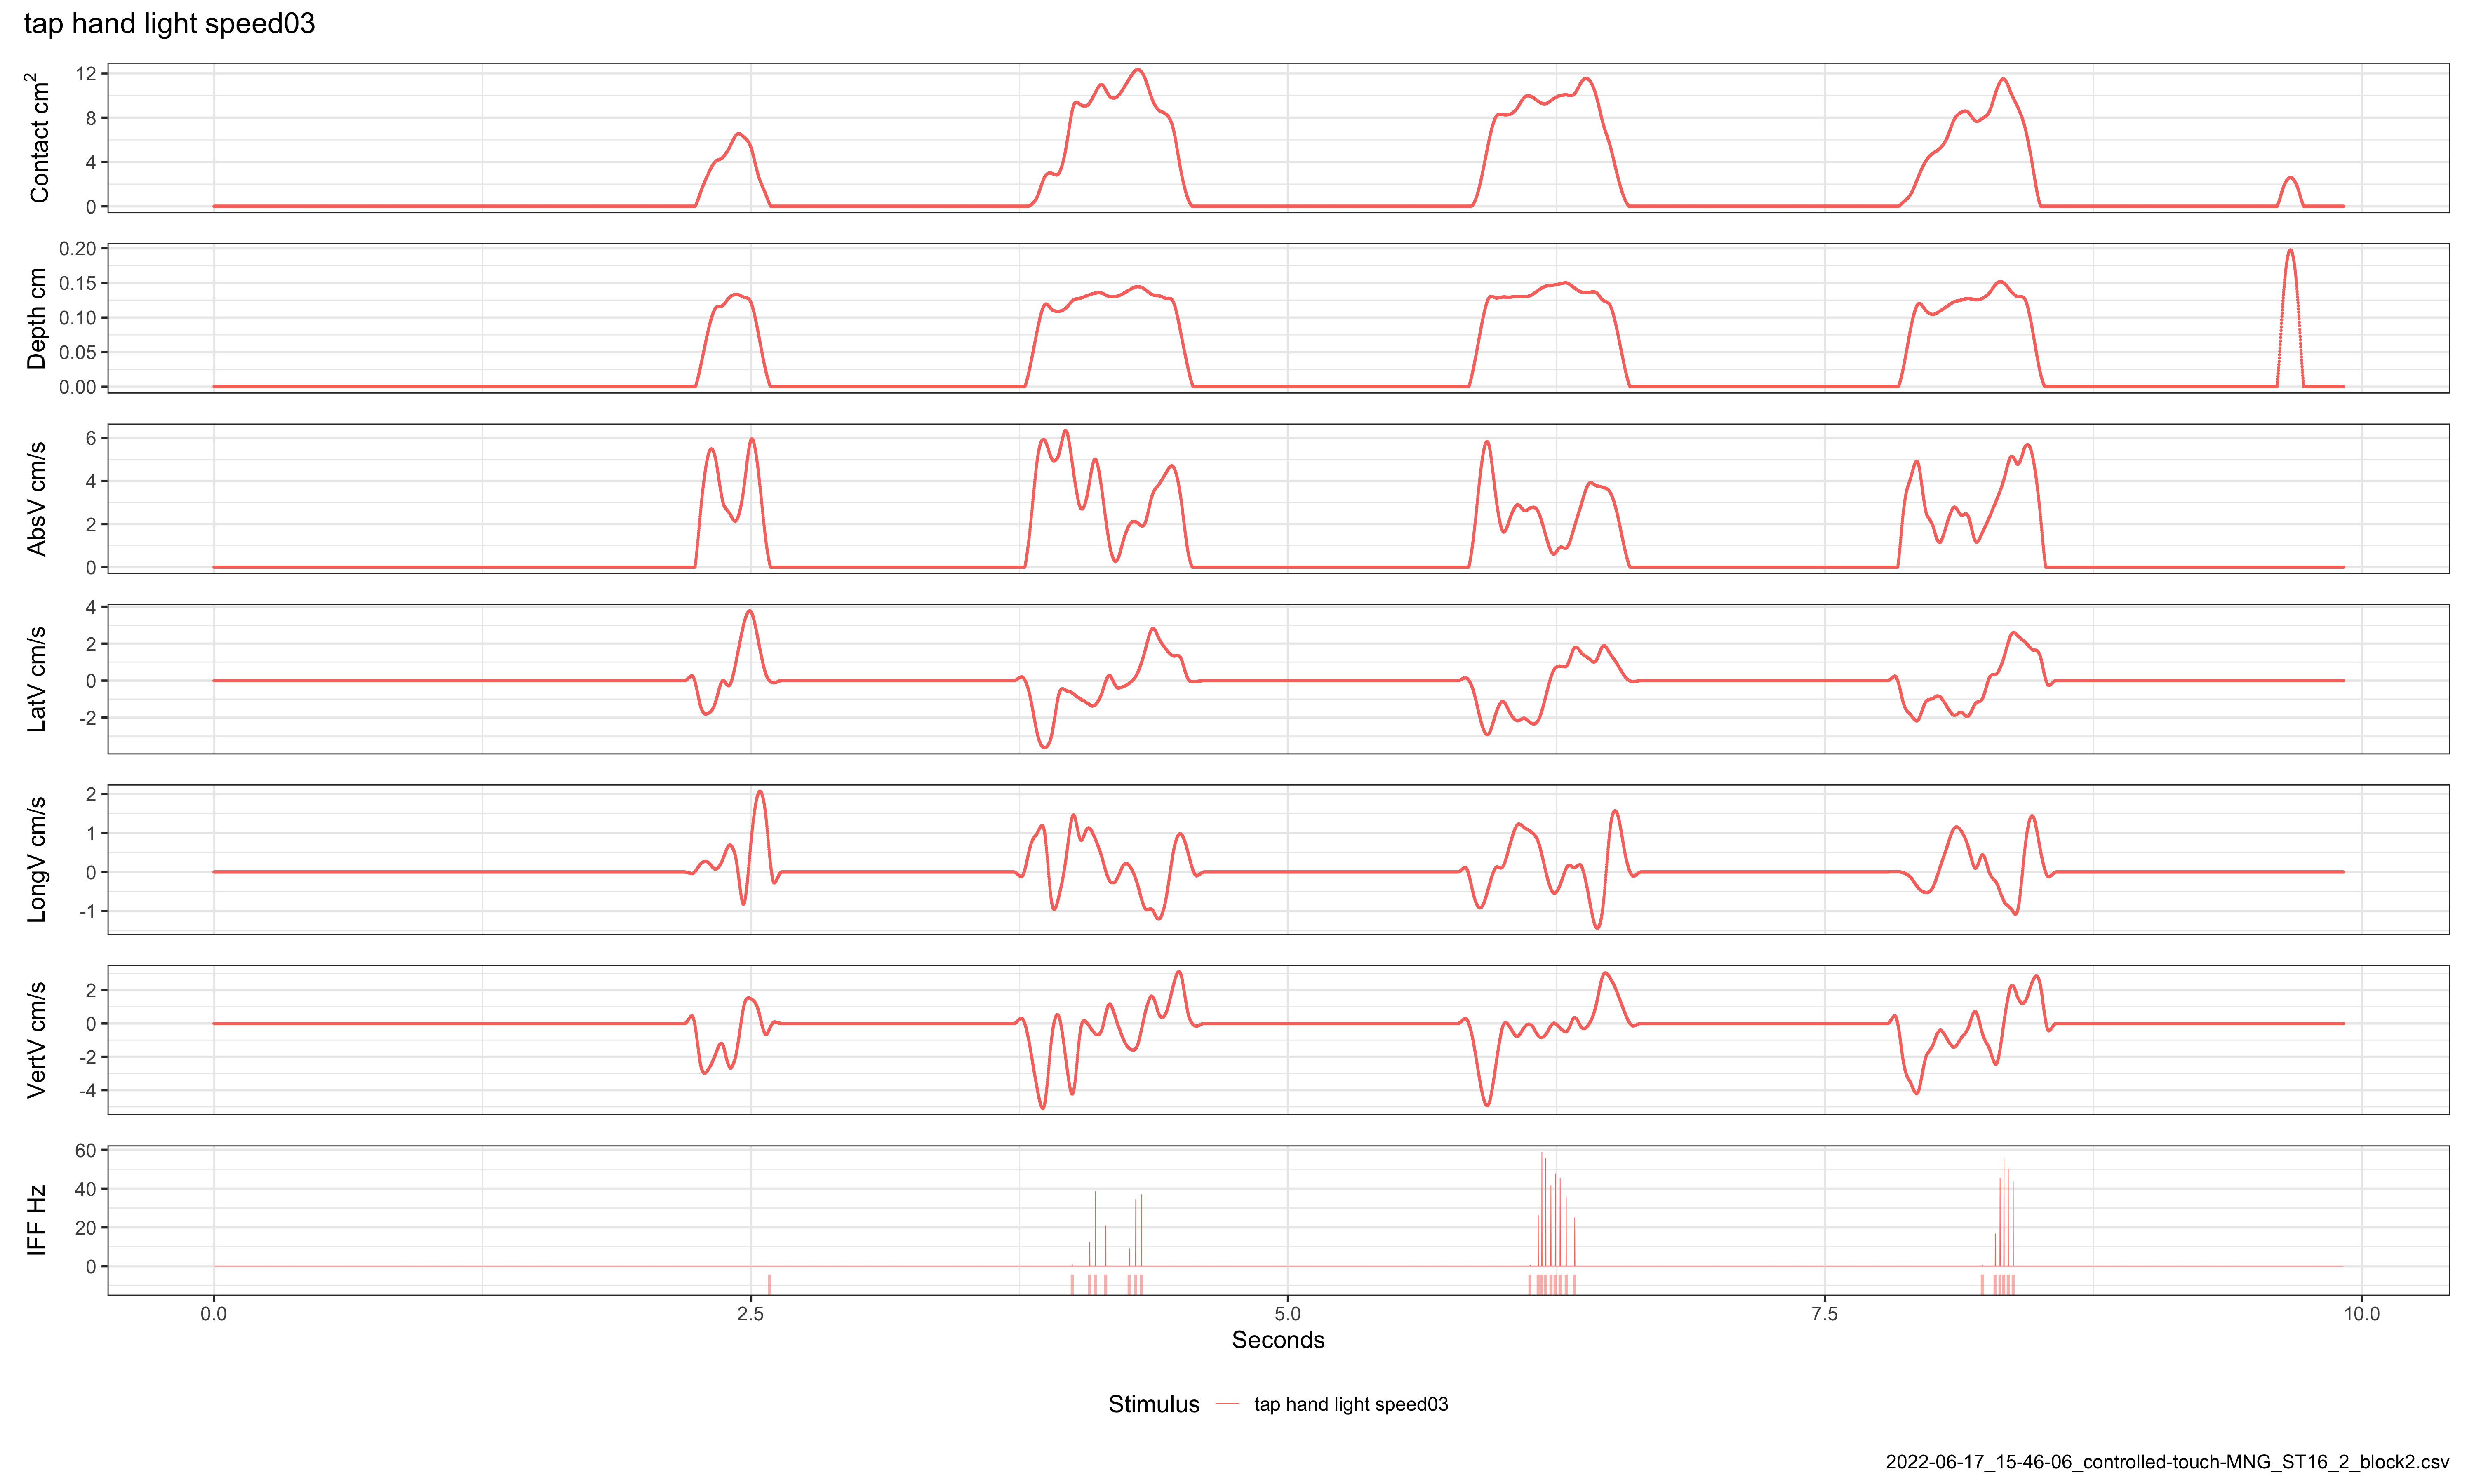 tap hand light speed03
Contact cm²
12
8
4
0
Depth cm
0.20
0.15
0.10
0.05
0.00
AbsV cm/s
6
4
2
0
LatV cm/s
4
2
0
-2
LongV cm/s
2
1
0
-1
VertV cm/s
2
0
-2
-4
IFF Hz
60
40
20
0
0.0 2.5 5.0 7.5 10.0
Seconds
Stimulus tap hand light speed03
2022-06-17_15-46-06_controlled-touch-MNG_ST16_2_block2.csv